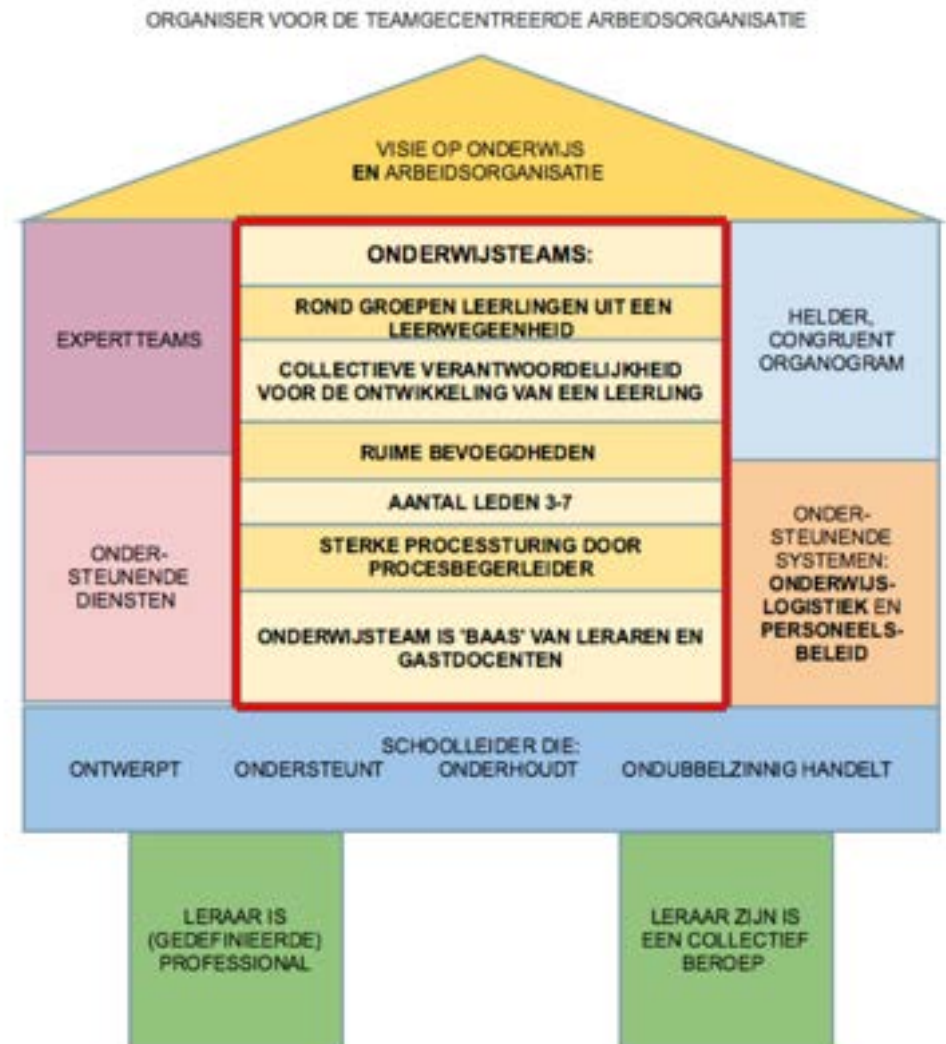 ORGANISER VOOR DE TEAMGECENTREERDE ARBEIDSORGANISATIE
VISIE OP ONDERWIJS
EN ARBEIDSORGANISATIE
EXPERTTEAMS
ONDER-
STEUNENDE
DIENSTEN
ONDERWIJSTEAMS:
ROND GROEPEN LEERLINGEN UIT EEN
LEERWEGEENHEID
COLLECTIEVE VERANTWOORDELIJKHEID
VOOR DE ONTWIKKELING VAN EEN LEERLING
RUIME BEVOEGDHEDEN
AANTAL LEDEN 3-7
STERKE PROCESSTURING DOOR
PROCESBEGERLEIDER
ONDERWIJSTEAM IS 'BAAS' VAN LERAREN EN
GASTDOCENTEN
HELDER,
CONGRUENT
ORGANOGRAM
ONDER-
STEUNENDE
SYSTEMEN:
ONDERWIJS-
LOGISTIEK EN
PERSONEELS-
BELEID
SCHOOLLEIDER DIE:
ONTWERPT ONDERSTEUNT ONDERHOUDT ONDUBBELZINNIG HANDELT
LERAAR IS
(GEDEFINIEERDE)
PROFESSIONAL
LERAAR ZIJN IS
EEN COLLECTIEF
BEROEP